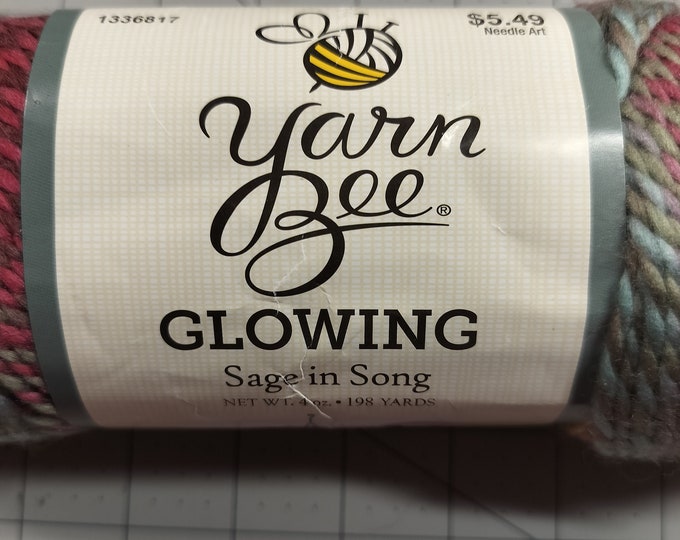 1336817
$5.49
Needle Art
Yarn
Bee®
GLOWING
Sage in Song
NET WT. 4 oz. • 198 YARDS